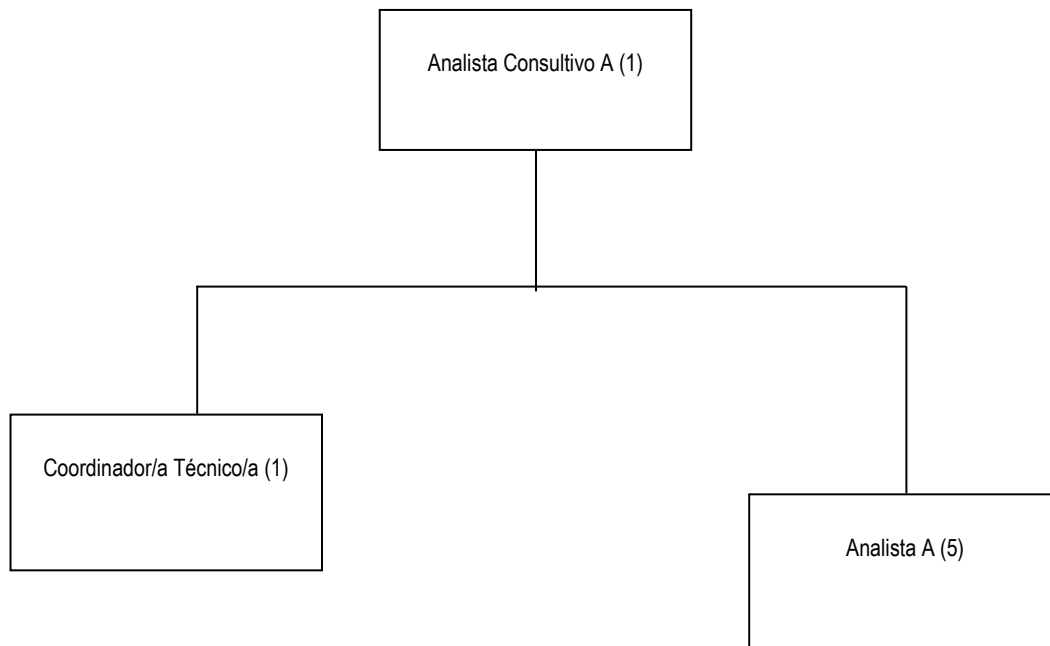 Analista Consultivo A (1)
Coordinador/a Técnico/a (1)
Analista A (5)